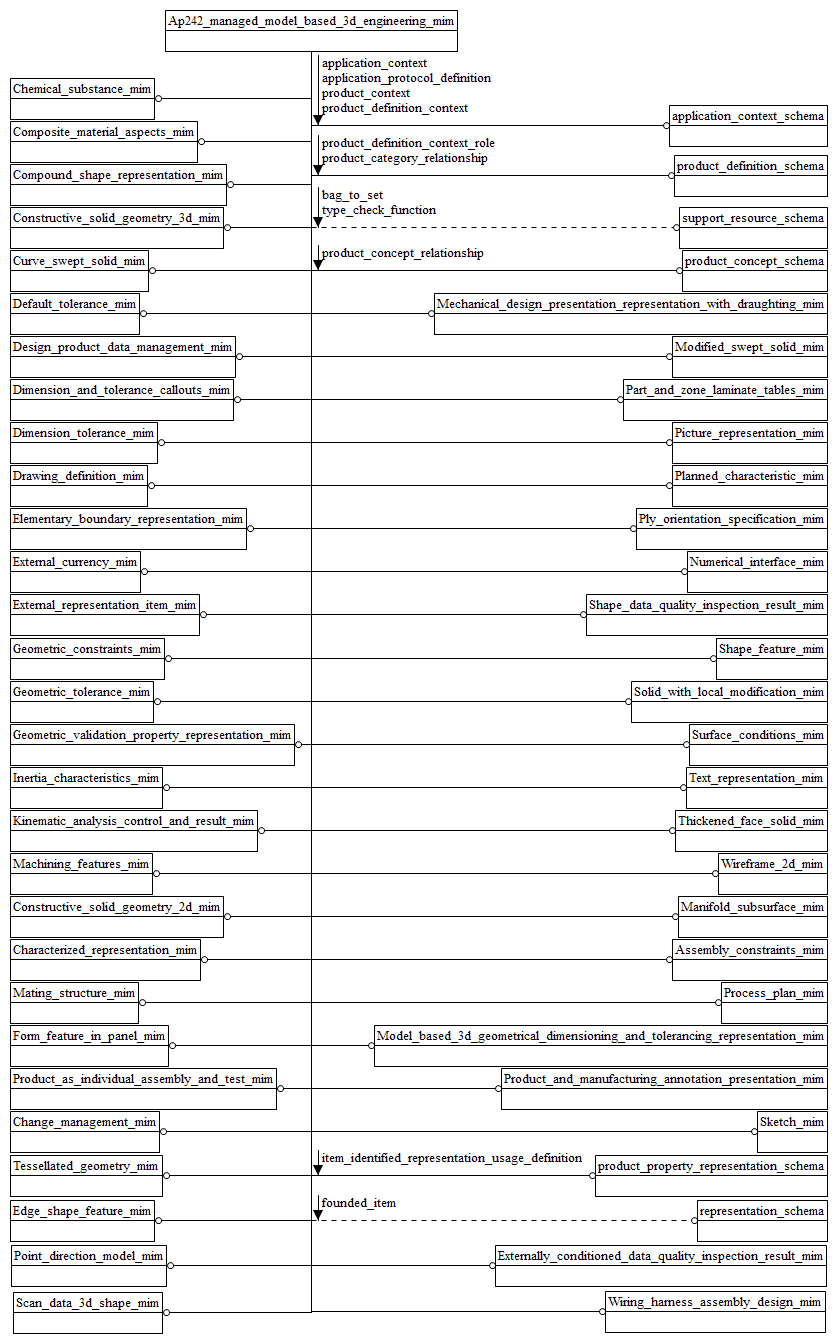 Ap242_managed_model_based_3d_engineering_mim
application_context
application_protocol_definition
product_context
product_definition_context
Chemical_substance_mim
application_context_schema
Composite_material_aspects_mim
product_definition_context_role
product_category_relationship
product_definition_schema
Compound_shape_representation_mim
bag_to_set
type_check_function
Constructive_solid_geometry_3d_mim
support_resource_schema
product_concept_relationship
Curve_swept_solid_mim
product_concept_schema
Default_tolerance_mim
Mechanical_design_presentation_representation_with_draughting_mim
Design_product_data_management_mim
Modified_swept_solid_mim
Dimension_and_tolerance_callouts_mim
Part_and_zone_laminate_tables_mim
Dimension_tolerance_mim
Picture_representation_mim
Drawing_definition_mim
Planned_characteristic_mim
Elementary_boundary_representation_mim
Ply_orientation_specification_mim
External_currency_mim
Numerical_interface_mim
External_representation_item_mim
Shape_data_quality_inspection_result_mim
Geometric_constraints_mim
Shape_feature_mim
Geometric_tolerance_mim
Solid_with_local_modification_mim
Geometric_validation_property_representation_mim
Surface_conditions_mim
Inertia_characteristics_mim
Text_representation_mim
Kinematic_analysis_control_and_result_mim
Thickened_face_solid_mim
Machining_features_mim
Wireframe_2d_mim
Constructive_solid_geometry_2d_mim
Manifold_subsurface_mim
Characterized_representation_mim
Assembly_constraints_mim
Mating_structure_mim
Process_plan_mim
Form_feature_in_panel_mim
Model_based_3d_geometrical_dimensioning_and_tolerancing_representation_mim
Product_as_individual_assembly_and_test_mim
Product_and_manufacturing_annotation_presentation_mim
Change_management_mim
Sketch_mim
Tessellated_geometry_mim
item_identified_representation_usage_definition
product_property_representation_schema
Edge_shape_feature_mim
founded_item
representation_schema
Point_direction_model_mim
Externally_conditioned_data_quality_inspection_result_mim
Scan_data_3d_shape_mim
Wiring_harness_assembly_design_mim